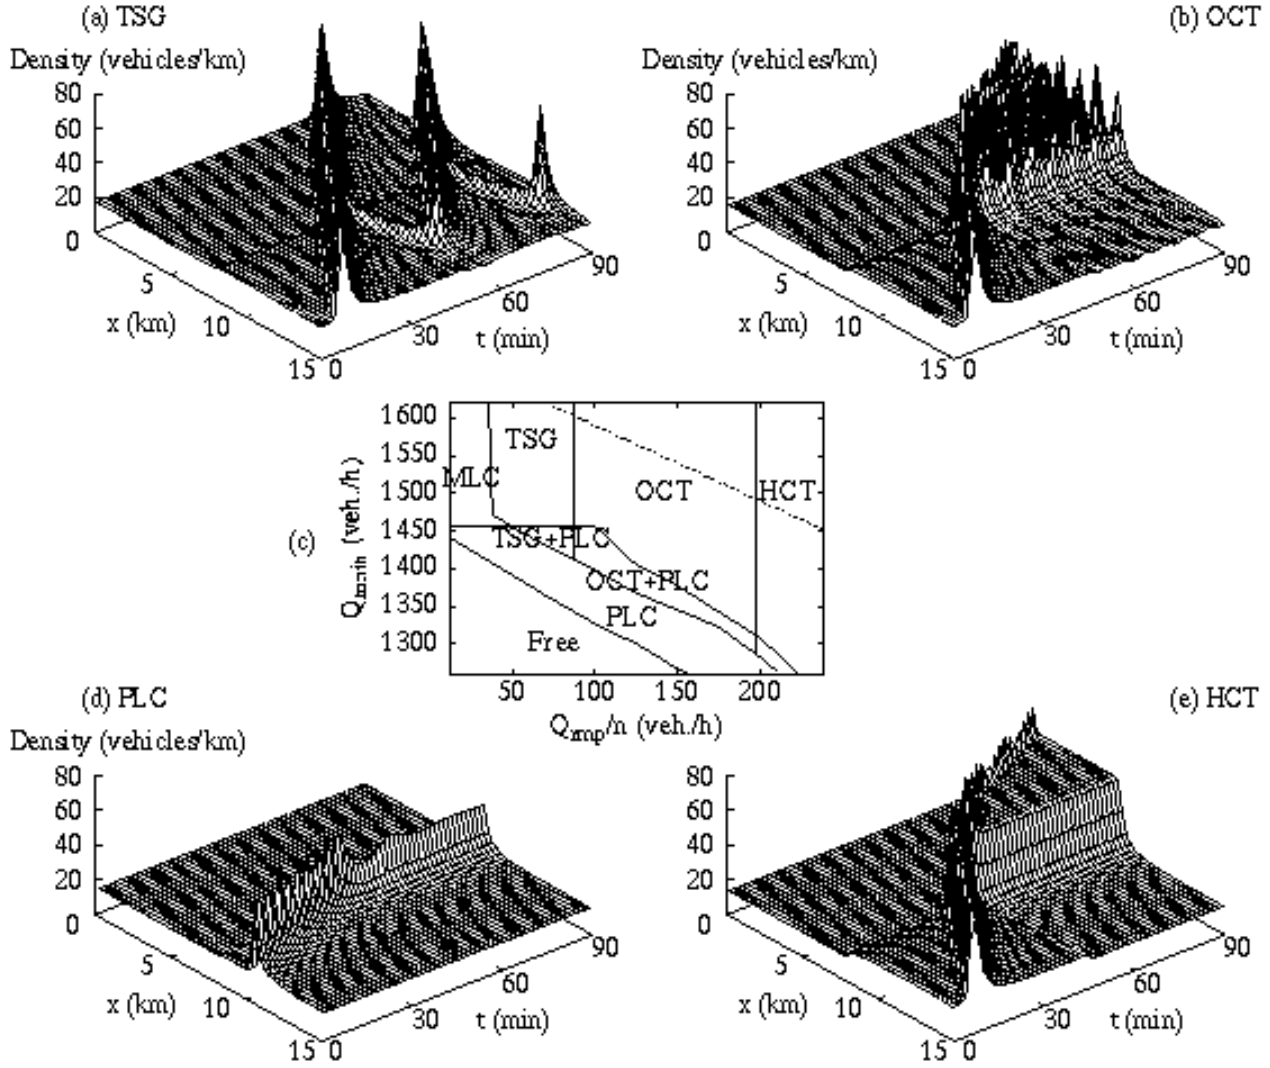 (a) TSG
(b) OCT
Density (vehicles/km)
Density (vehicles/km)
80
60
40
20
0
5
10
15
x (km)
0
30
60
90
t (min)
80
60
40
20
0
5
10
15
x (km)
0
30
60
90
t (min)
(c)
Qmain (veh./h)
1600
1550
1500
1450
1400
1350
1300
TSG
MLC
OCT
HCT
TSG+PLC
OCT+PLC
PLC
Free
50
100
150
200
Qrmp/n (veh./h)
(d) PLC
(e) HCT
Density (vehicles/km)
80
60
40
20
0
5
10
15
x (km)
0
30
60
90
t (min)
80
60
40
20
0
5
10
15
x (km)
0
30
60
90
t (min)